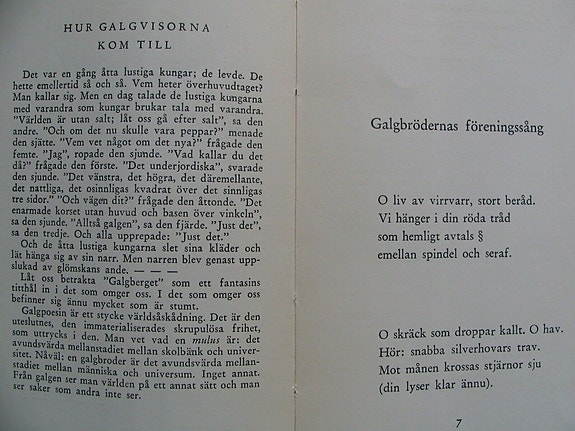 HUR GALGVISORNA
KOM TILL
Det var en gång åtta lustiga kungar; de levde. De
hette emellertid så och så. Vem heter överhuvudtaget?
Man kallar sig. Men en dag talade de lustiga kungarna
med varandra som kungar brukar tala med varandra.
”Världen är utan salt; låt oss gå efter salt”, sa den
andre. ”Och om det nu skulle vara peppar?” menade
den sjätte. ”Vem vet något om det nya?” frågade den
femte. ”Jag”, ropade den sjunde. ”Vad kallar du det
då?” frågade den förste. ”Det underjordiska”, svarade
den sjunde. ”Det vänstra, det högra, det däremellante,
det nattliga, det osinnligas kvadrat över det sinnligas
tre sidor.” ”Och vägen dit?” frågade den åttonde. ”Det
enarmade korset utan huvud och basen över vinkeln”,
sa den sjunde. ”Alltså galgen”, sa den fjärde. ”Just det”,
sa den tredje. Och alla upprepade: ”Just det.”
Och de åtta lustiga kungarna slet sina kläder och
lät hänga sig av sin narr. Men narren blev genast upp-
slukad av glömskans ande. — — —
Låt oss betrakta ”Galgberget” som ett fantasins
titthål in i det som omger oss. I det som omger oss
befinner sig ännu mycket som är stumt.
Galgpoesin är ett stycke världsåskådning. Det är den
uteslutnes, den immaterialiserades skrupulösa frihet,
som uttrycks i den. Man vet vad en mulus är: det
avundsvärda mellanstadiet mellan skolbänk och univer-
sitet. Nåväl: en galgbroder är det avundsvärda mellan-
stadiet mellan människa och universum. Inget annat.
Från galgen ser man världen på ett annat sätt och man
ser saker som andra inte ser.
Galgbrödernas föreningssång
O liv av virrvarr, stort beråd.
Vi hänger i din röda tråd
som hemligt avtals §
emellan spindel och seraf.
O skräck som droppar kallt. O hav.
Hör: snabba silverhovars trav.
Mot månen krossas stjärnor sju
(din lyser klar ännu).
7